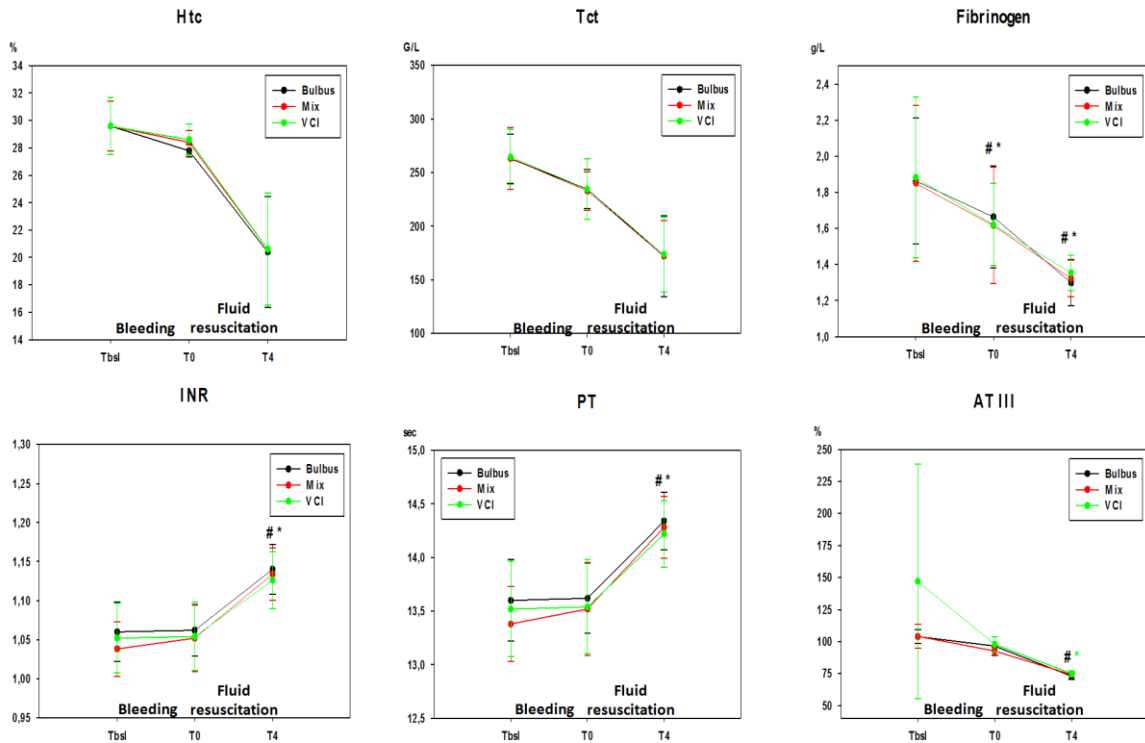 Htc
%
34
32
30
28
26
24
22
20
18
16
14
Bulbus
Mix
VCI
Fluid
Bleeding resuscitation
Tbsl T0 T4
Tct
G/L
350
300
250
200
150
100
Bulbus
Mix
VCI
Fluid
Bleeding resuscitation
Tbsl T0 T4
Fibrinogen
g/L
2,4
2,2
2,0
1,8
1,6
1,4
1,2
1,0
Bulbus
Mix
VCI
# *
# *
Fluid
Bleeding resuscitation
Tbsl T0 T4
INR
1,30
1,25
1,20
1,15
1,10
1,05
1,00
0,95
Bulbus
Mix
VCI
# *
Fluid
Bleeding resuscitation
Tbsl T0 T4
PT
sec
15,0
14,5
14,0
13,5
13,0
12,5
Bulbus
Mix
VCI
# *
Fluid
Bleeding resuscitation
Tbsl T0 T4
AT III
%
250
225
200
175
150
125
100
75
50
Bulbus
Mix
VCI
# *
Fluid
Bleeding resuscitation
Tbsl T0 T4